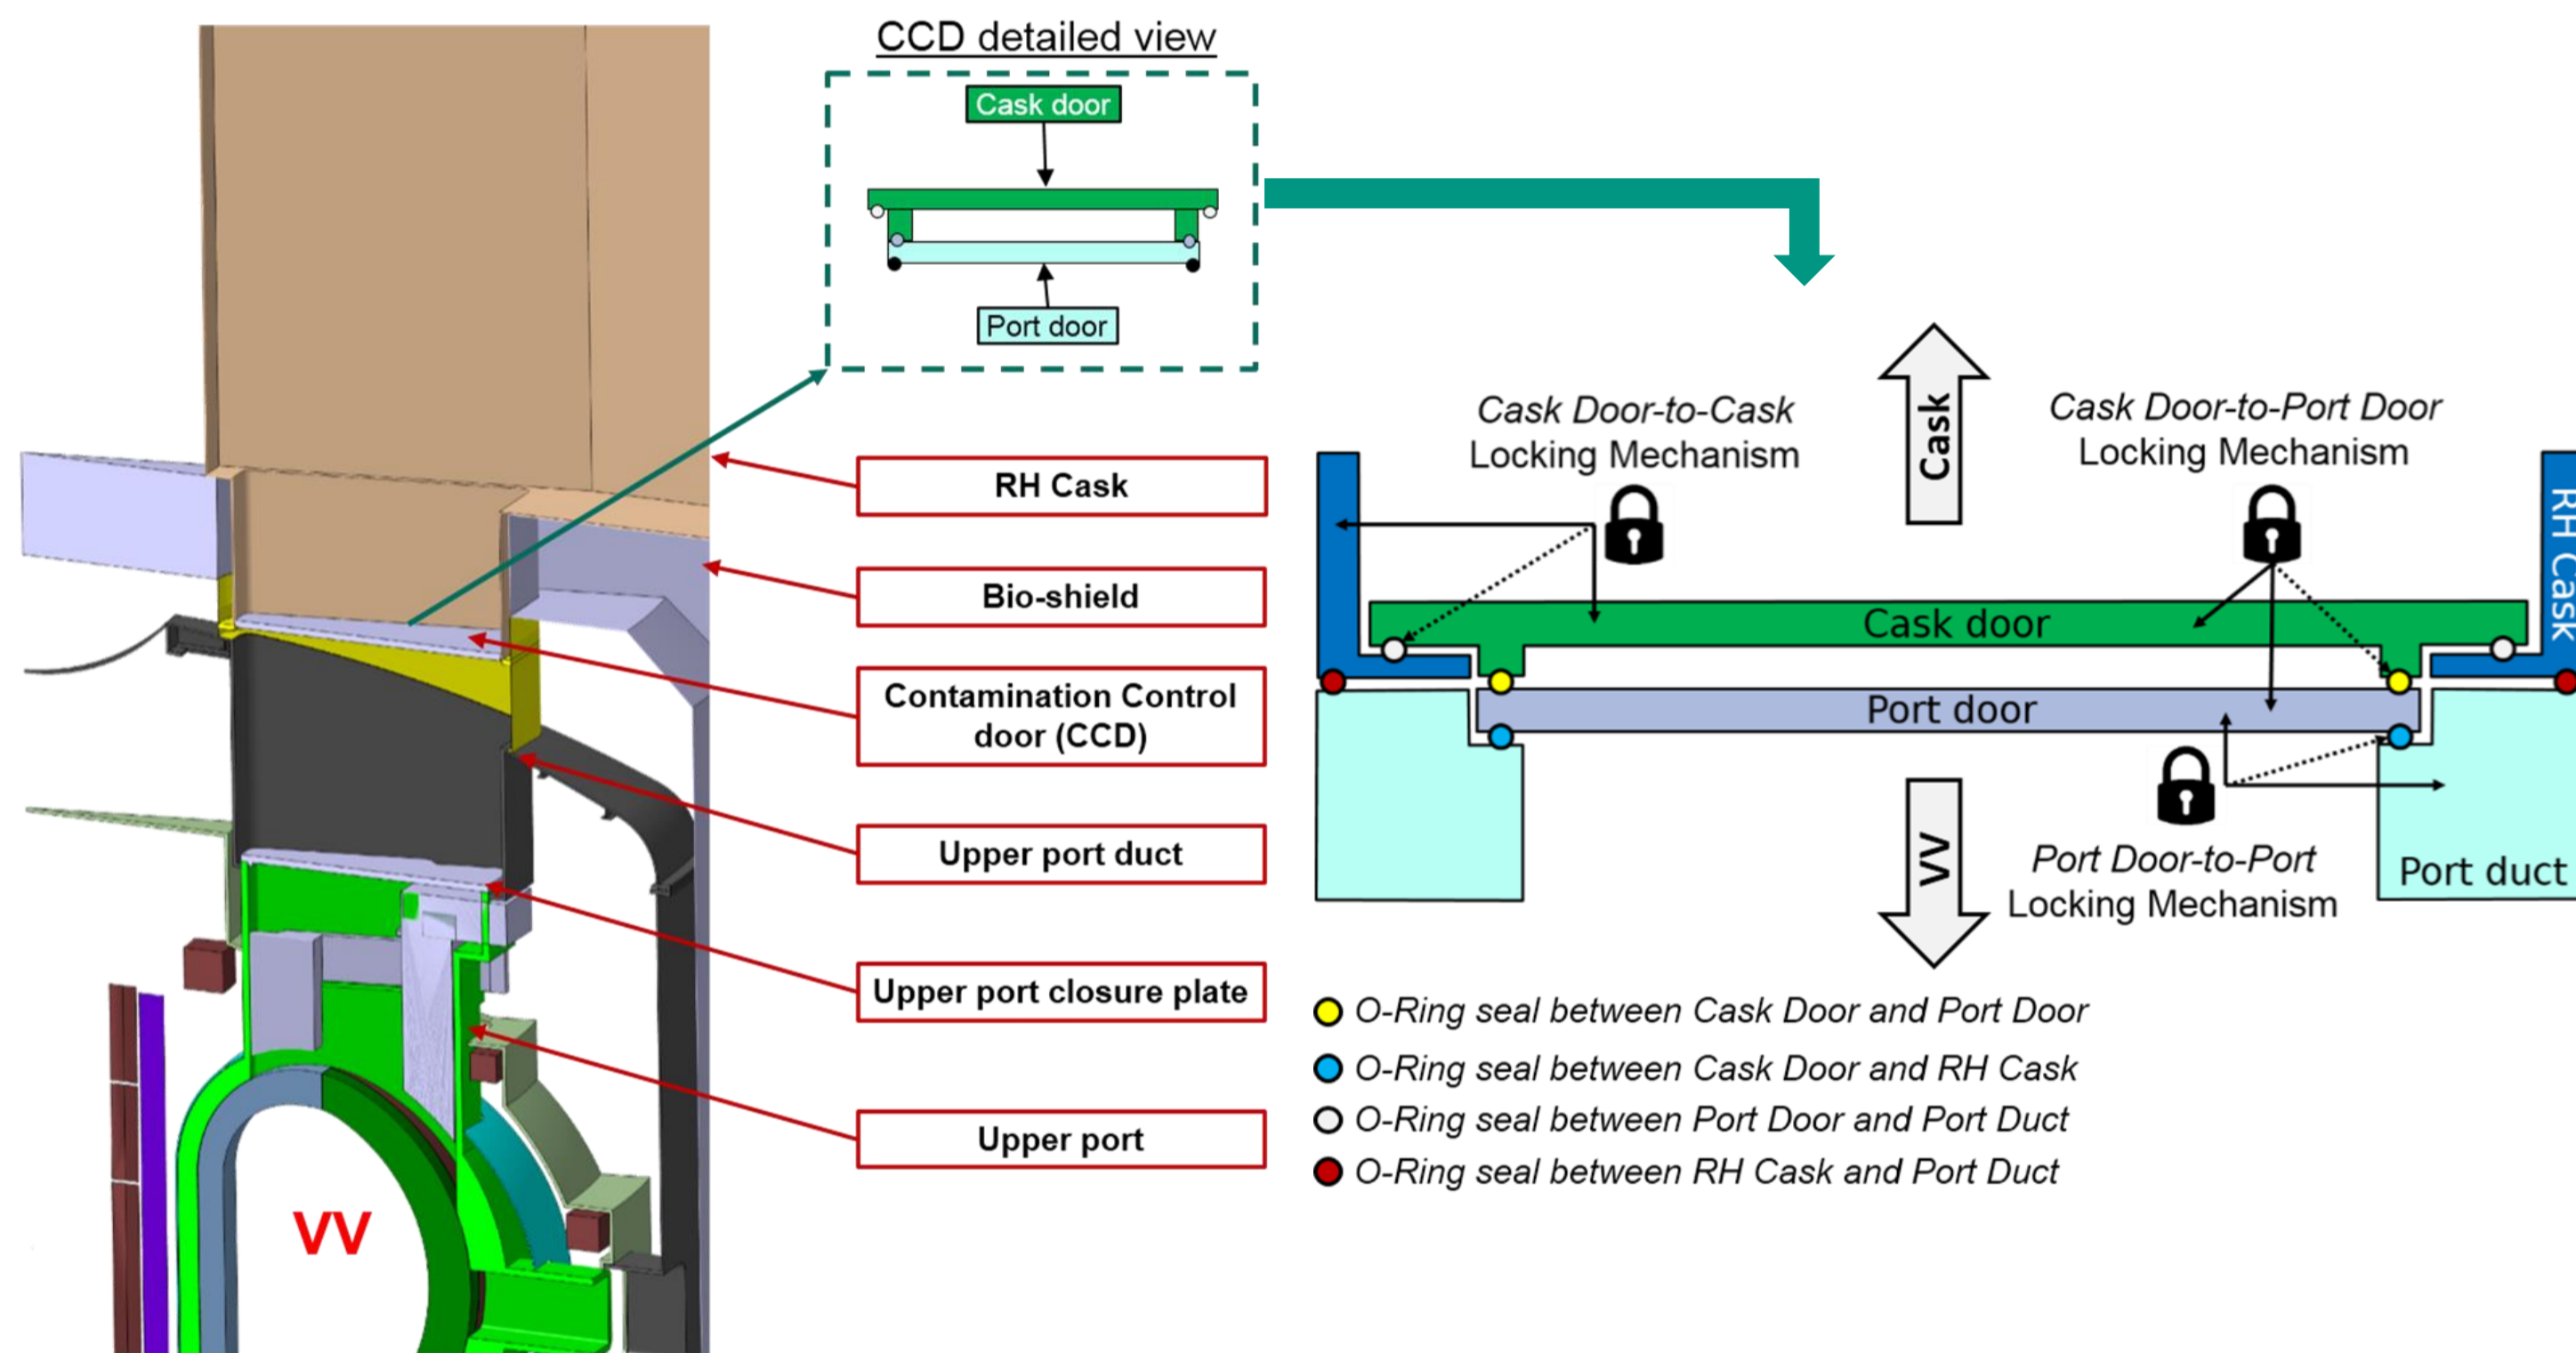 CCD detailed view
Cask door
Port door
RH Cask
Bio-shield
Contamination Control
door (CCD)
Upper port duct
Upper port closure plate
Upper port
VV
Cask Door-to-Cask
Locking Mechanism
Cask
Cask Door-to-Port Door
Locking Mechanism
RH Cask
Cask door
Port door
VV
Port Door-to-Port
Locking Mechanism
Port duct
O-Ring seal between Cask Door and Port Door
O-Ring seal between Cask Door and RH Cask
O-Ring seal between Port Door and Port Duct
O-Ring seal between RH Cask and Port Duct